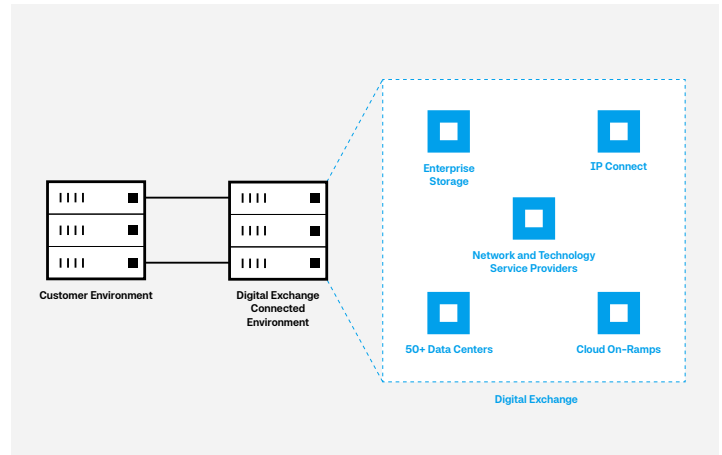 Enterprise
Storage
IP Connect
Network and Technology
Service Providers
Customer Environment
Digital Exchange
Connected
Environment
50+ Data Centers
Cloud On-Ramps
Digital Exchange